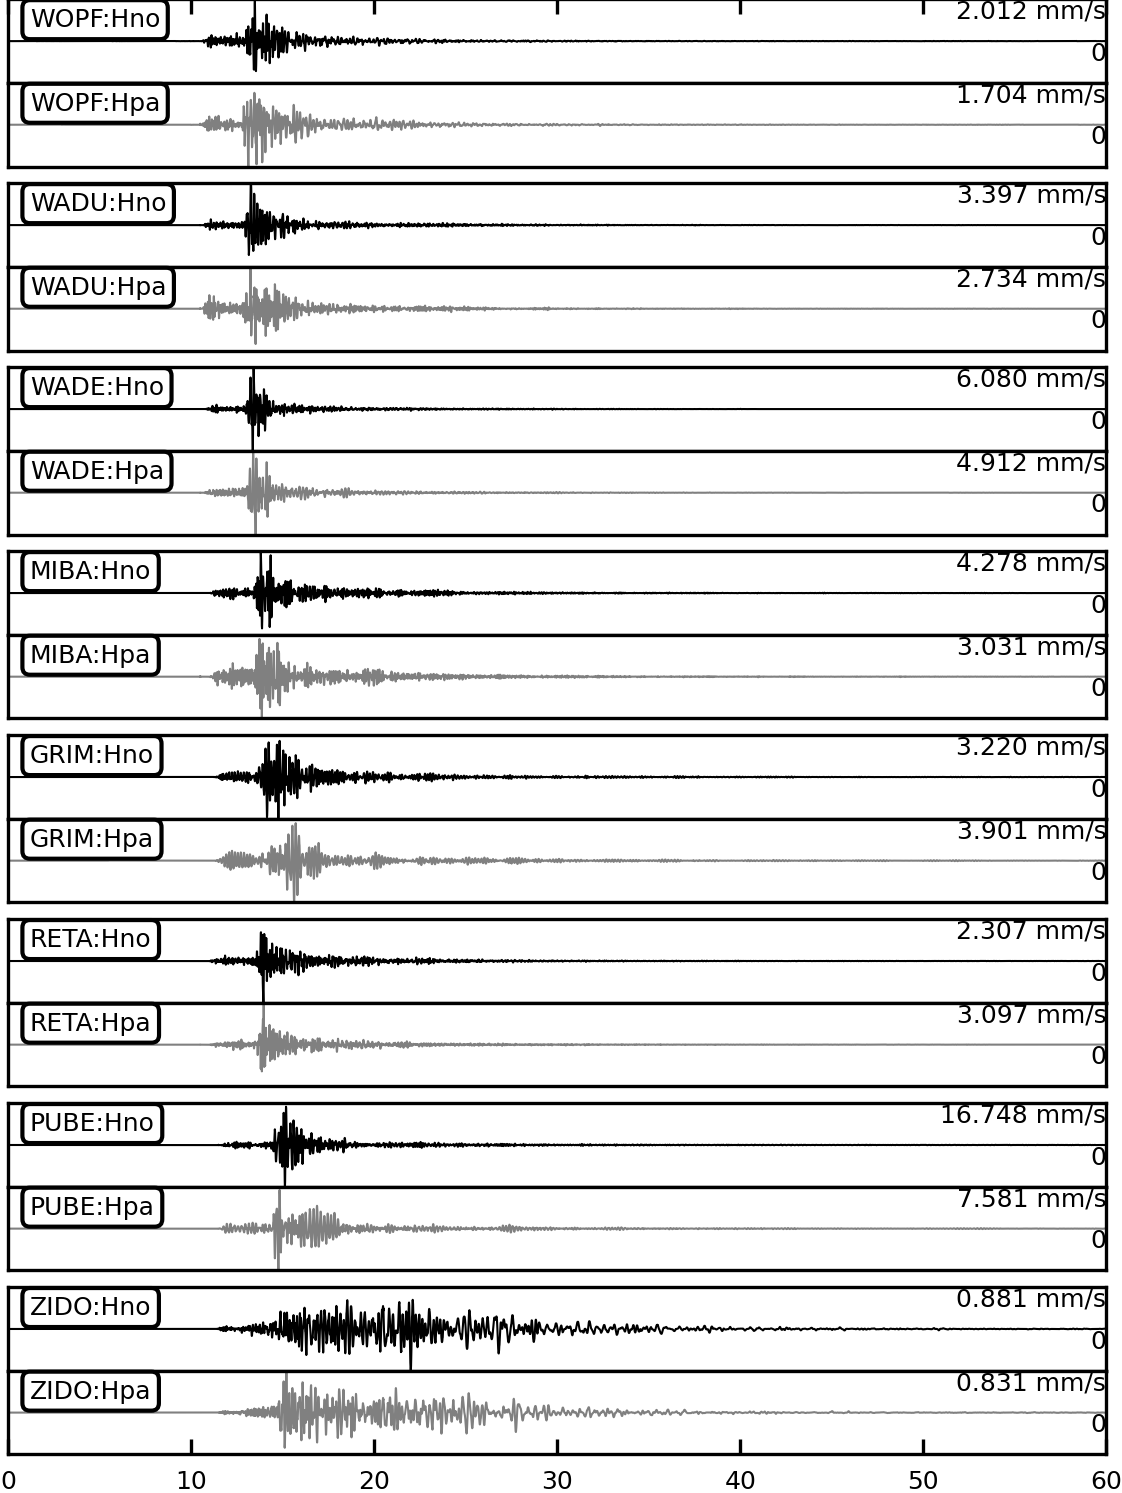 WOPF:Hno 2.012 mm/s
0
WOPF:Hpa 1.704 mm/s
0
WADU:Hno 3.397 mm/s
0
WADU:Hpa 2.734 mm/s
0
WADE:Hno 6.080 mm/s
0
WADE:Hpa 4.912 mm/s
0
MIBA:Hno 4.278 mm/s
0
MIBA:Hpa 3.031 mm/s
0
GRIM:Hno 3.220 mm/s
0
GRIM:Hpa 3.901 mm/s
0
RETA:Hno 2.307 mm/s
0
RETA:Hpa 3.097 mm/s
0
PUBE:Hno 16.748 mm/s
0
PUBE:Hpa 7.581 mm/s
0
ZIDO:Hno 0.881 mm/s
0
ZIDO:Hpa 0.831 mm/s
0
0 10 20 30 40 50 60